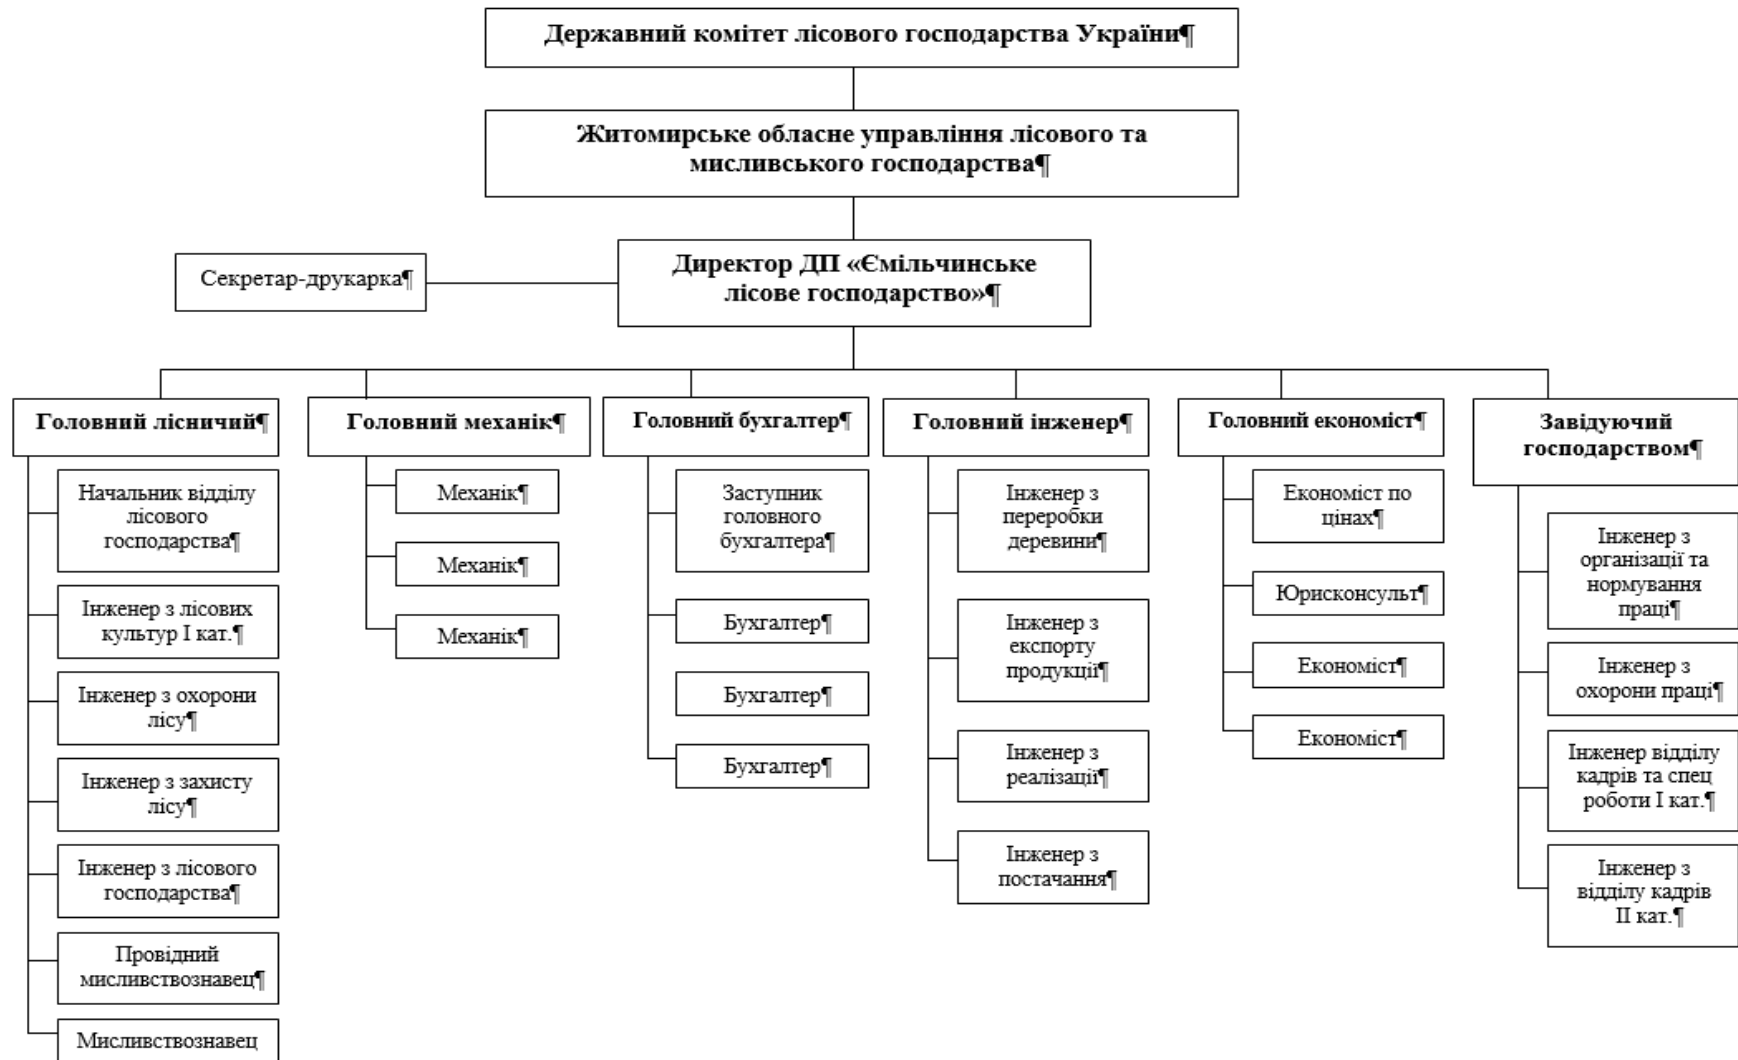 Державний комітет лісового господарства України¶
Житомирське обласне управління лісового та
мисливського господарства¶
Директор ДП «Ємільчинське
лісове господарство»¶
Секретар-друкарка¶
Головний лісничий¶
Начальник відділу
лісового
господарства¶
Інженер з лісових
культур І кат.¶
Інженер з охорони
лісу¶
Інженер з захисту
лісу¶
Інженер з лісового
господарства¶
Провідний
мисливствознавец¶
Мисливствознавец
Головний механік¶
Механік¶
Механік¶
Механік¶
Головний бухгалтер¶
Заступник
головного
бухгалтера¶
Бухгалтер¶
Бухгалтер¶
Бухгалтер¶
Головний інженер¶
Інженер з
переробки
деревини¶
Інженер з
експорту
продукції¶
Інженер з
реалізації¶
Інженер з
постачання¶
Головний економіст¶
Економіст по
цінах¶
Юрисконсульт¶
Економіст¶
Економіст¶
Завідуючий
господарством¶
Інженер з
організації та
нормування
праці¶
Інженер з
охорони праці¶
Інженер відділу
кадрів та спец
роботи І кат.¶
Інженер з
відділу кадрів
ІІ кат.¶